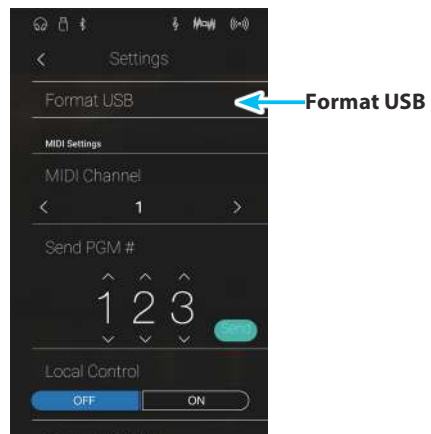 Settings
Format USB
Format USB
MIDI Settings
MIDI Channel
1
Send PGM #
1 2 3
Send
Local Control
OFF ON